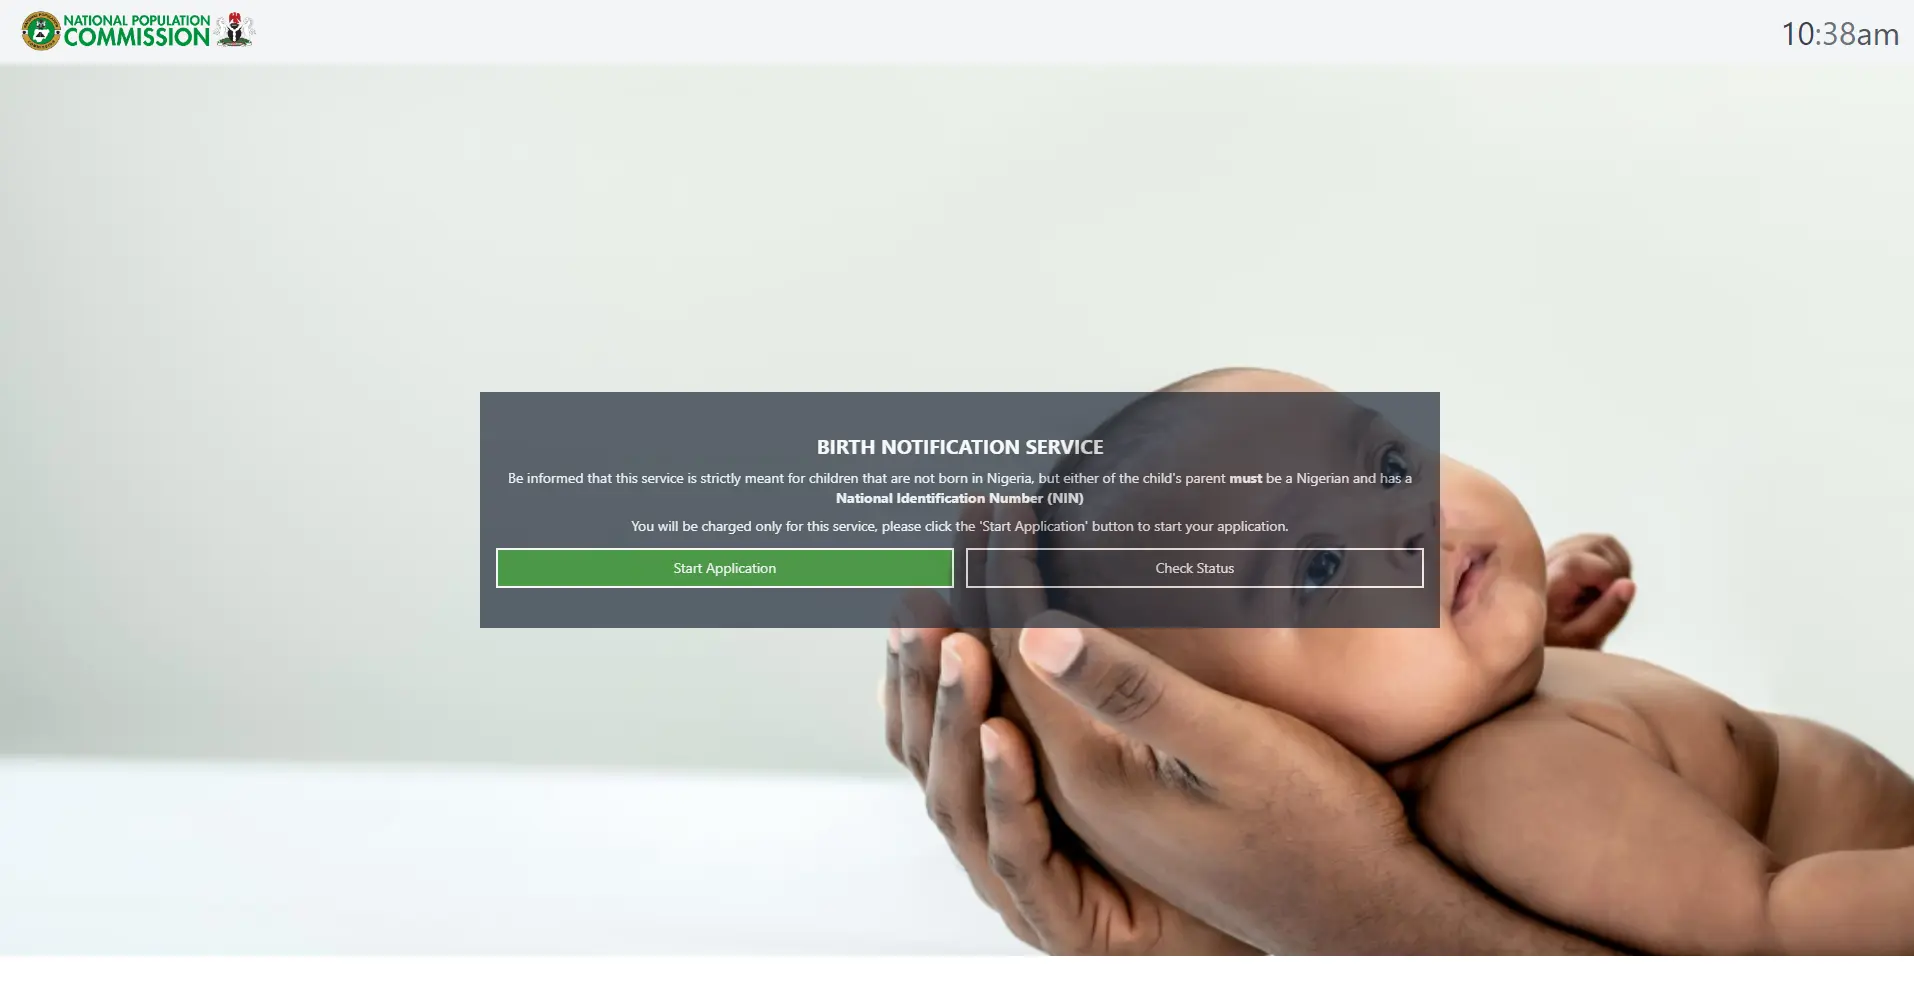 NATIONAL POPULATION
COMMISSION
10:38am
BIRTH NOTIFICATION SERVICE
Be informed that this service is strictly meant for children that are not born in Nigeria, but either of the child's parent must be a Nigerian and has a
National Identification Number (NIN)
You will be charged only for this service, please click the 'Start Application' button to start your application.
Start Application
Check Status